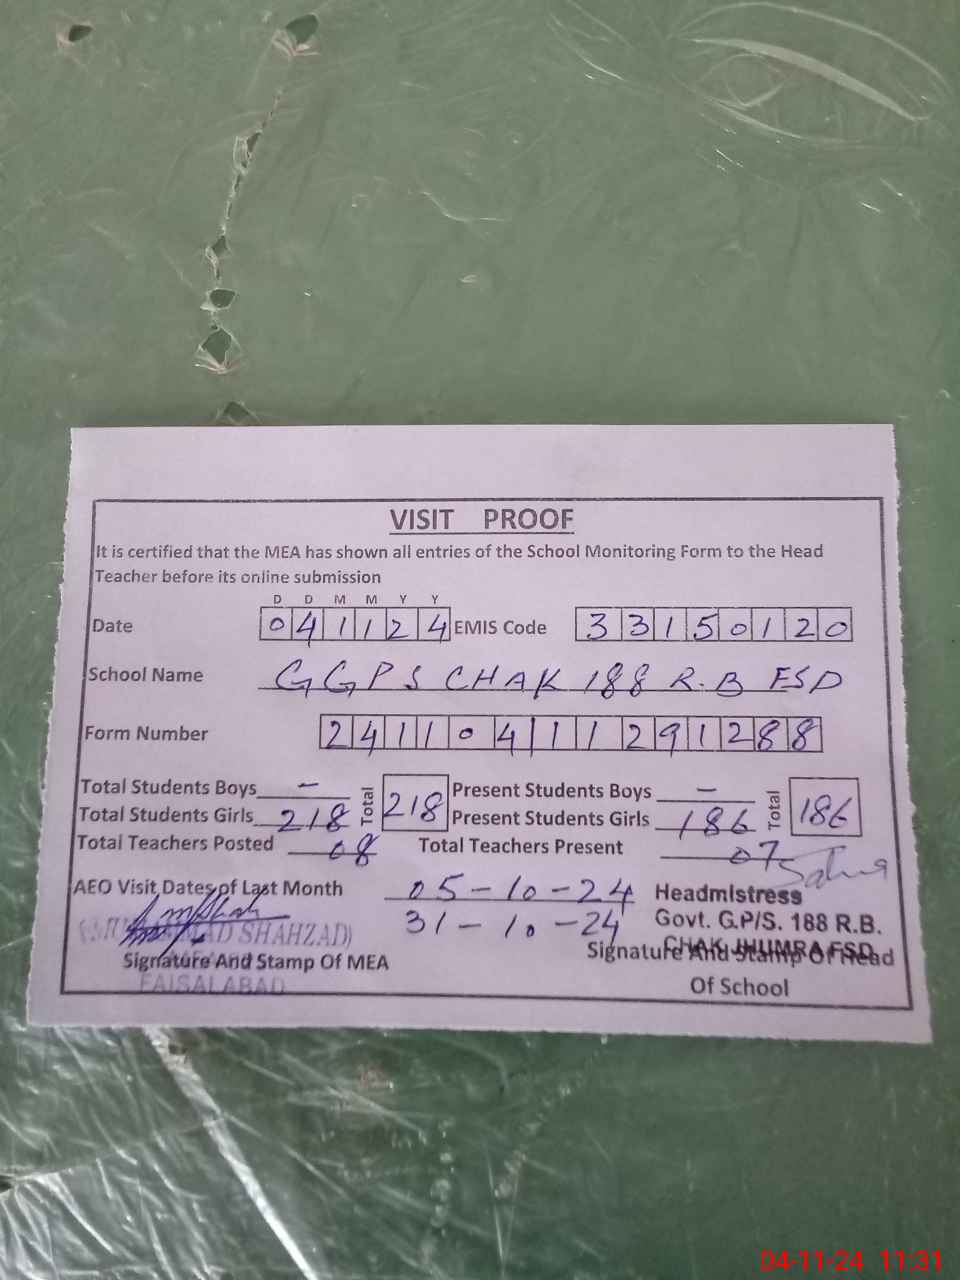 VISIT PROOF
It is certified that the MEA has shown all entries of the School Monitoring Form to the Head
Teacher before its online submission
D D M M Y Y
Date 041124 EMIS Code 33150120
School Name GGPS CHAK 188 R.B FSD
Form Number 241104111291288
Total Students Boys - Present Students Boys -
Total Students Girls 218 Total 218 Present Students Girls 186 Total 186
Total Teachers Posted 08 Total Teachers Present 07
AEO Visit Dates of Last Month 05-10-24 Headmistress
31-10-24 Govt. G.P/S. 188 R.B.
SHAHZAD) CHAK JHUMRA FSD
Signature And Stamp Of MEA Signature And Stamp Of Head
FAISALABAD Of School
04-11-24 11:31